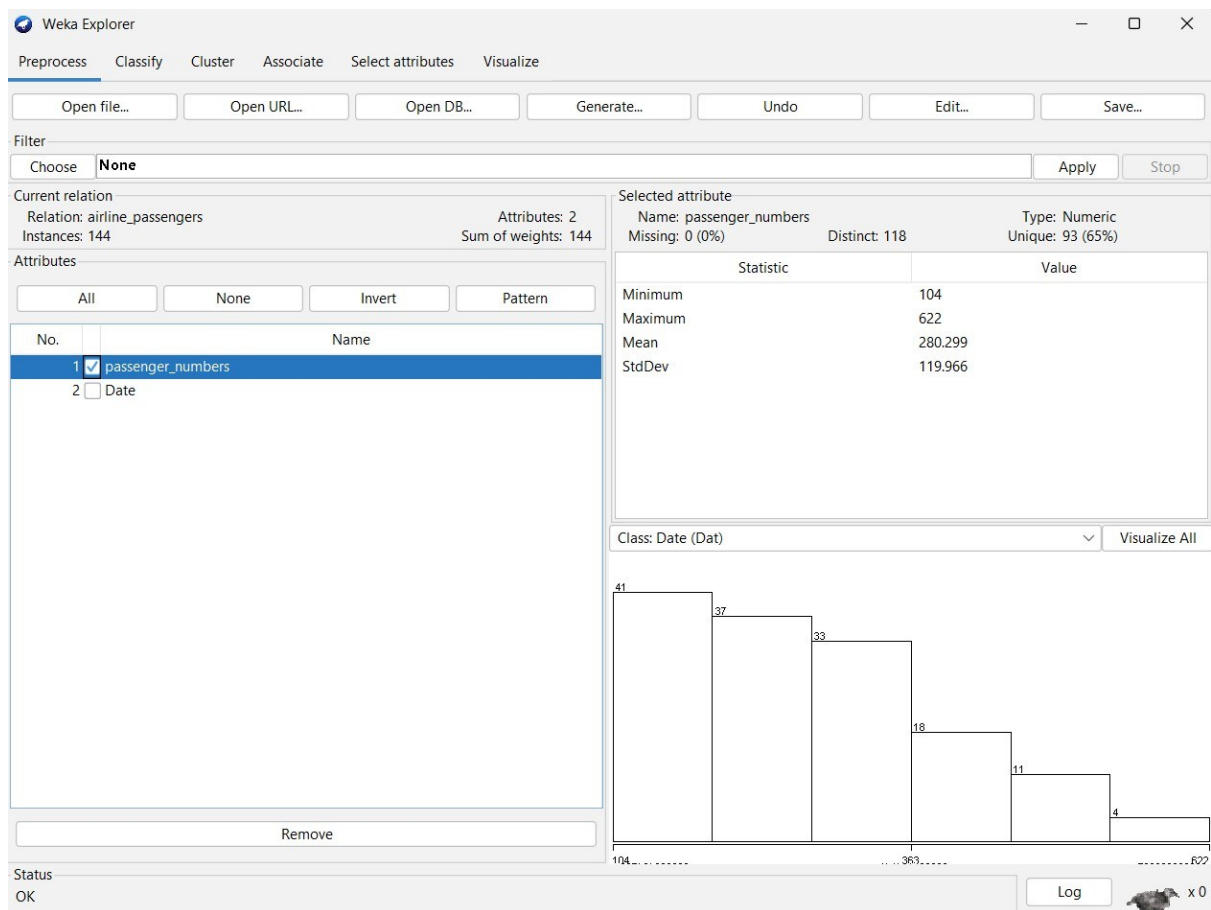 Weka Explorer
Preprocess Classify Cluster Associate Select attributes Visualize
Open file... Open URL... Open DB... Generate... Undo Edit... Save...
Filter
Choose None Apply Stop
Current relation
Relation: airline_passengers Attributes: 2
Instances: 144 Sum of weights: 144
Attributes
All None Invert Pattern
No. Name
1 passenger_numbers
2 Date
Remove
Selected attribute
Name: passenger_numbers Type: Numeric
Missing: 0 (0%) Distinct: 118 Unique: 93 (65%)
Statistic Value
Minimum 104
Maximum 622
Mean 280.299
StdDev 119.966
Class: Date (Dat) Visualize All
41
37
33
18
11
4
104 363 622
Status
OK
Log x 0